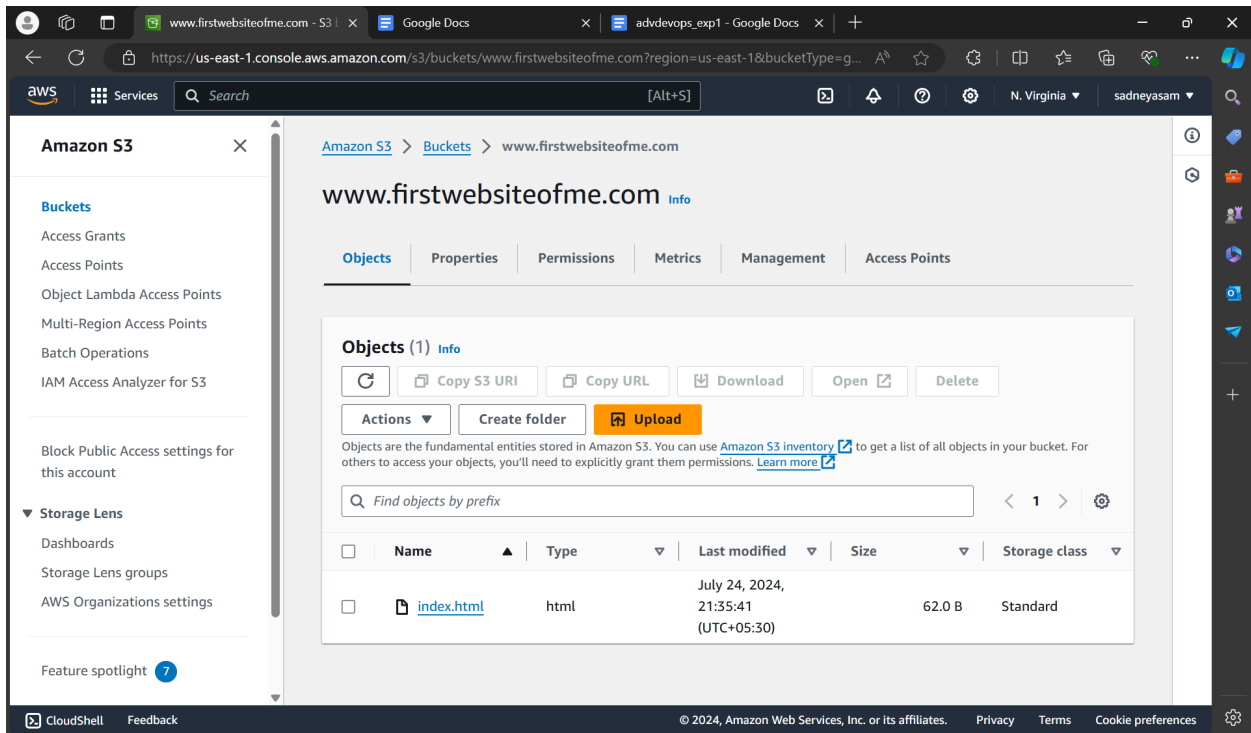 www.firstwebsiteofme.com - S3 b
Google Docs
advdevops_exp1 - Google Docs
https://us-east-1.console.aws.amazon.com/s3/buckets/www.firstwebsiteofme.com?region=us-east-1&bucketType=g...
aws
Services
Search
[Alt+S]
N. Virginia
sadneyasam
Amazon S3
Buckets
Access Grants
Access Points
Object Lambda Access Points
Multi-Region Access Points
Batch Operations
IAM Access Analyzer for S3
Block Public Access settings for
this account
Storage Lens
Dashboards
Storage Lens groups
AWS Organizations settings
Feature spotlight 7
Amazon S3 > Buckets > www.firstwebsiteofme.com
www.firstwebsiteofme.com Info
Objects Properties Permissions Metrics Management Access Points
Objects (1) Info
Copy S3 URI Copy URL Download Open Delete
Actions Create folder Upload
Objects are the fundamental entities stored in Amazon S3. You can use Amazon S3 inventory to get a list of all objects in your bucket. For
others to access your objects, you'll need to explicitly grant them permissions. Learn more
Find objects by prefix
1
Name Type Last modified Size Storage class
July 24, 2024,
index.html html 21:35:41 62.0 B Standard
(UTC+05:30)
CloudShell Feedback © 2024, Amazon Web Services, Inc. or its affiliates. Privacy Terms Cookie preferences